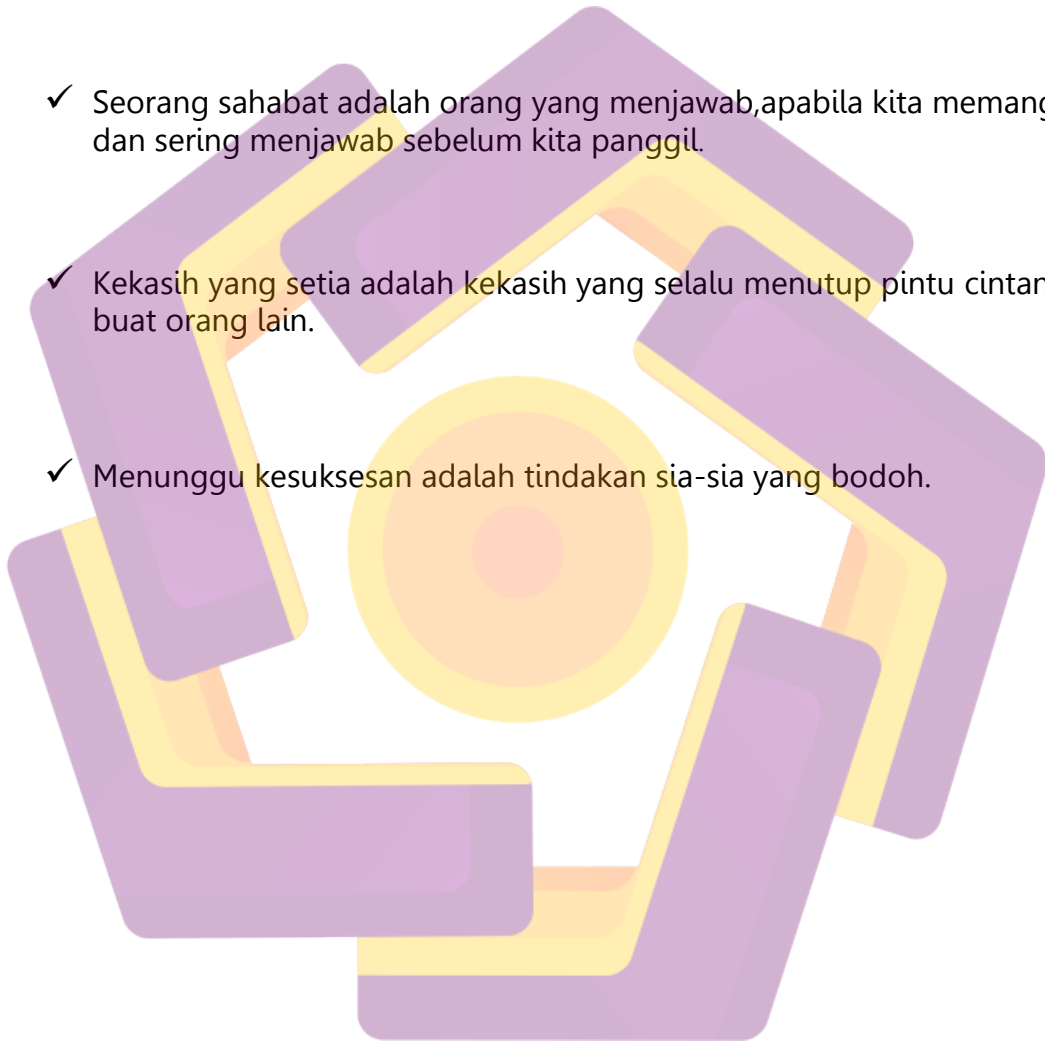 ✓ Seorang sahabat adalah orang yang menjawab,apabila kita memang
dan sering menjawab sebelum kita panggil.
✓ Kekasih yang setia adalah kekasih yang selalu menutup pintu cintan
buat orang lain.
✓ Menunggu kesuksesan adalah tindakan sia-sia yang bodoh.